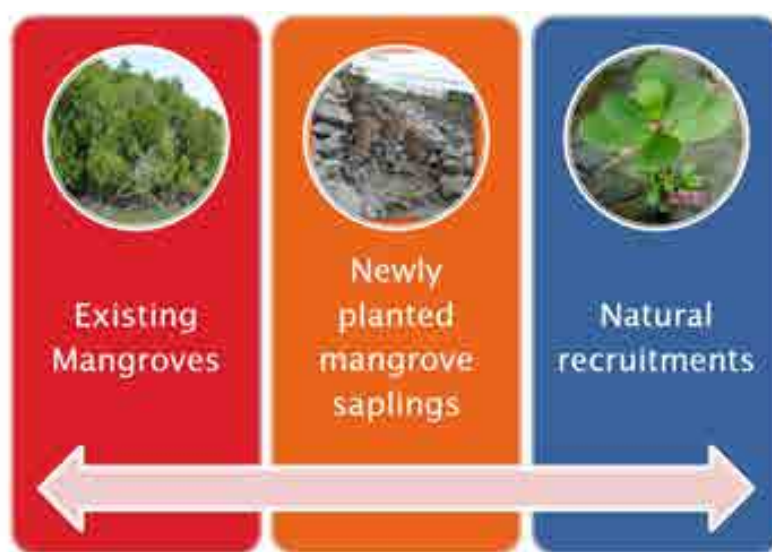 Existing
Mangroves
Newly
planted
mangrove
saplings
Natural
recruitments